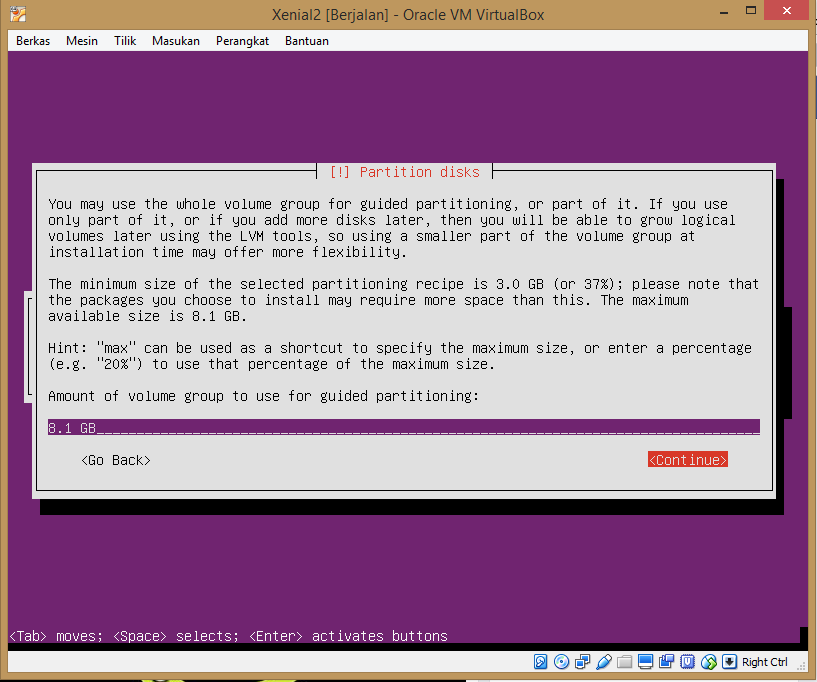 Xenial2 [Berjalan] - Oracle VM VirtualBox
Berkas Mesin Tilik Masukan Perangkat Bantuan
[!] Partition disks
You may use the whole volume group for guided partitioning, or part of it. If you use
only part of it, or if you add more disks later, then you will be able to grow logical
volumes later using the LVM tools, so using a smaller part of the volume group at
installation time may offer more flexibility.
The minimum size of the selected partitioning recipe is 3.0 GB (or 37%); please note that
the packages you choose to install may require more space than this. The maximum
available size is 8.1 GB.
Hint: "max" can be used as a shortcut to specify the maximum size, or enter a percentage
(e.g. "20%") to use that percentage of the maximum size.
Amount of volume group to use for guided partitioning:
8.1 GB
<Go Back> <Continue>
<Tab> moves; <Space> selects; <Enter> activates buttons
Right Ctrl